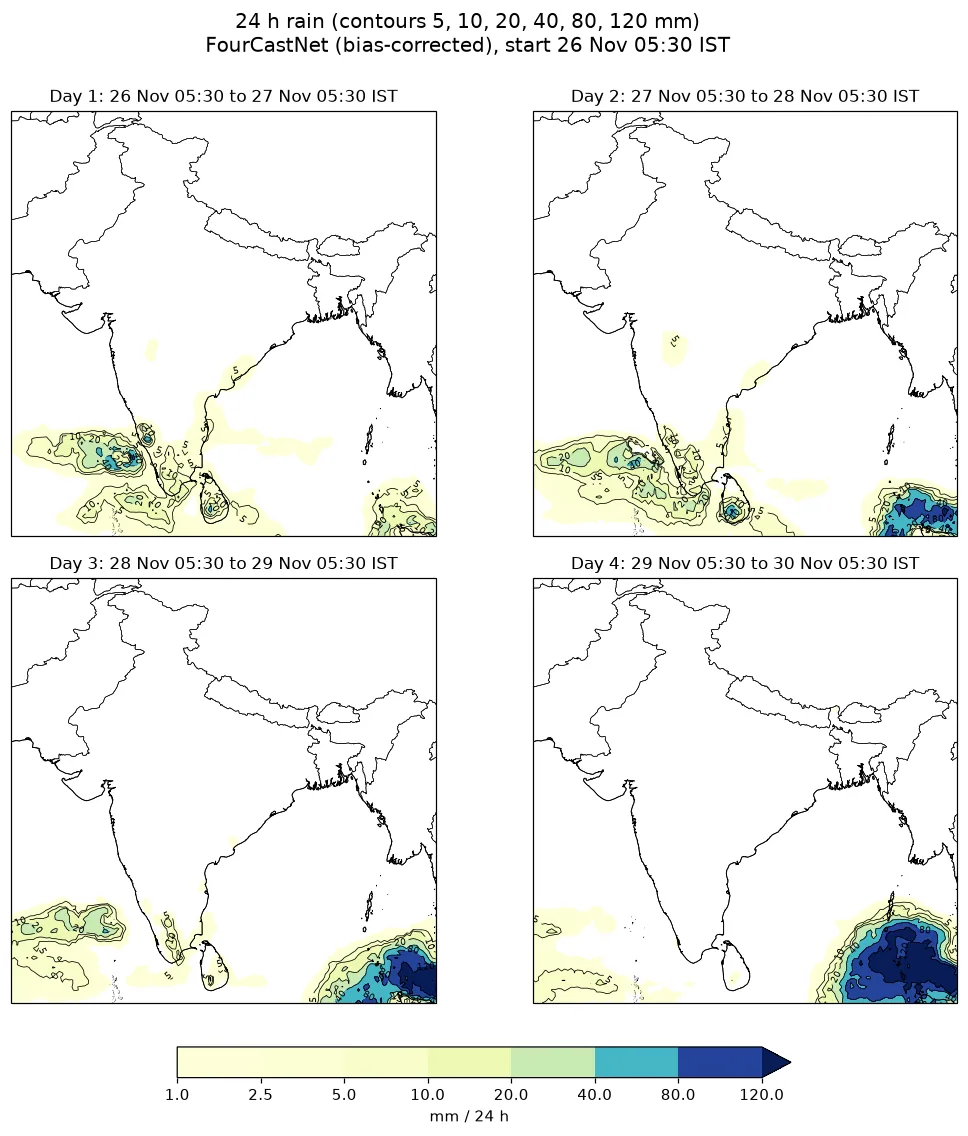 24 h rain (contours 5, 10, 20, 40, 80, 120 mm)
FourCastNet (bias-corrected), start 26 Nov 05:30 IST
Day 1: 26 Nov 05:30 to 27 Nov 05:30 IST
Day 2: 27 Nov 05:30 to 28 Nov 05:30 IST
Day 3: 28 Nov 05:30 to 29 Nov 05:30 IST
Day 4: 29 Nov 05:30 to 30 Nov 05:30 IST
1.0 2.5 5.0 10.0 20.0 40.0 80.0 120.0
mm / 24 h